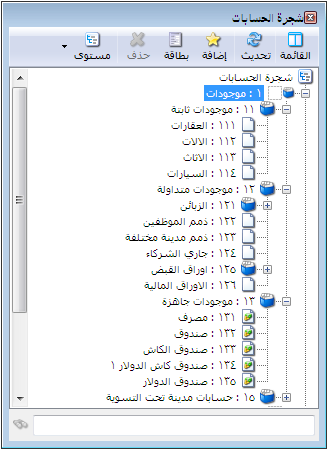 شجرة الحسابات
القائمة تحديث إضافة بطاقة حذف مستوى
شجرة الحسابات
١ : موجودات
١١ : موجودات ثابتة
١١١ : العقارات
١١٢ : الالات
١١٣ : الاثاث
١١٤ : السيارات
١٢ : موجودات متداولة
١٢١ : الزبائن
١٢٢ : ذمم الموظفين
١٢٣ : ذمم مدينة مختلفة
١٢٤ : جاري الشركاء
١٢٥ : اوراق القبض
١٢٦ : الاوراق المالية
١٣ : موجودات جاهزة
١٣١ : مصرف
١٣٢ : صندوق
١٣٣ : صندوق الكاش
١٣٤ : صندوق كاش الدولار ١
١٣٥ : صندوق الدولار
١٥ : حسابات مدينة تحت التسوية